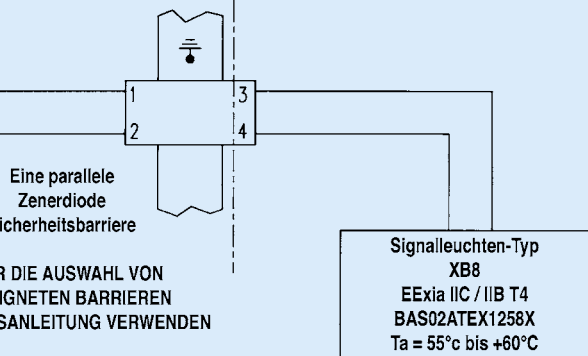 1
3
2
4
Eine parallele
Zenerdiode
icherheitsbarriere
R DIE AUSWAHL VON
IGNETEN BARRIEREN
SANLEITUNG VERWENDEN
Signalleuchten-Typ
XB8
EExia IIC / IIB T4
BAS02ATEX1258X
Ta = 55°c bis +60°C